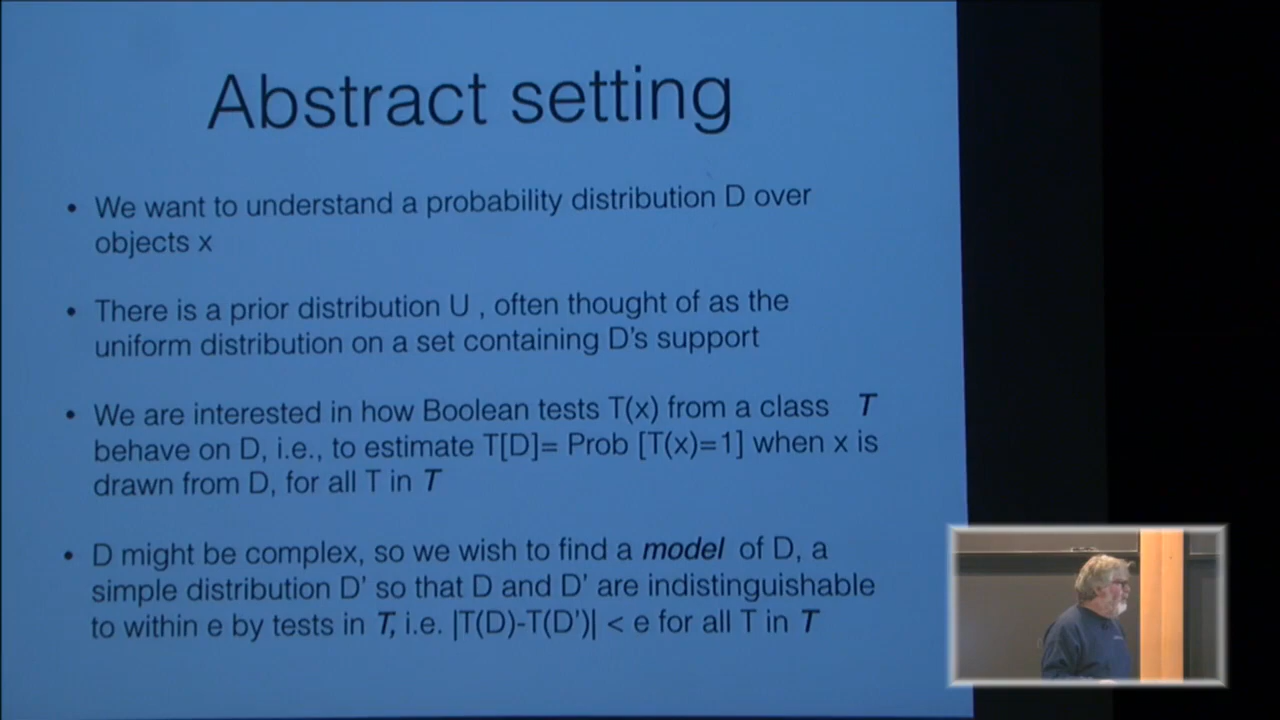 Abstract setting
• We want to understand a probability distribution D over
objects x
• There is a prior distribution U , often thought of as the
uniform distribution on a set containing D's support
• We are interested in how Boolean tests T(x) from a class T
behave on D, i.e., to estimate T[D]= Prob [T(x)=1] when x is
drawn from D, for all T in T
• D might be complex, so we wish to find a model of D, a
simple distribution D' so that D and D' are indistinguishable
to within e by tests in T, i.e. |T(D)-T(D')| < e for all T in T